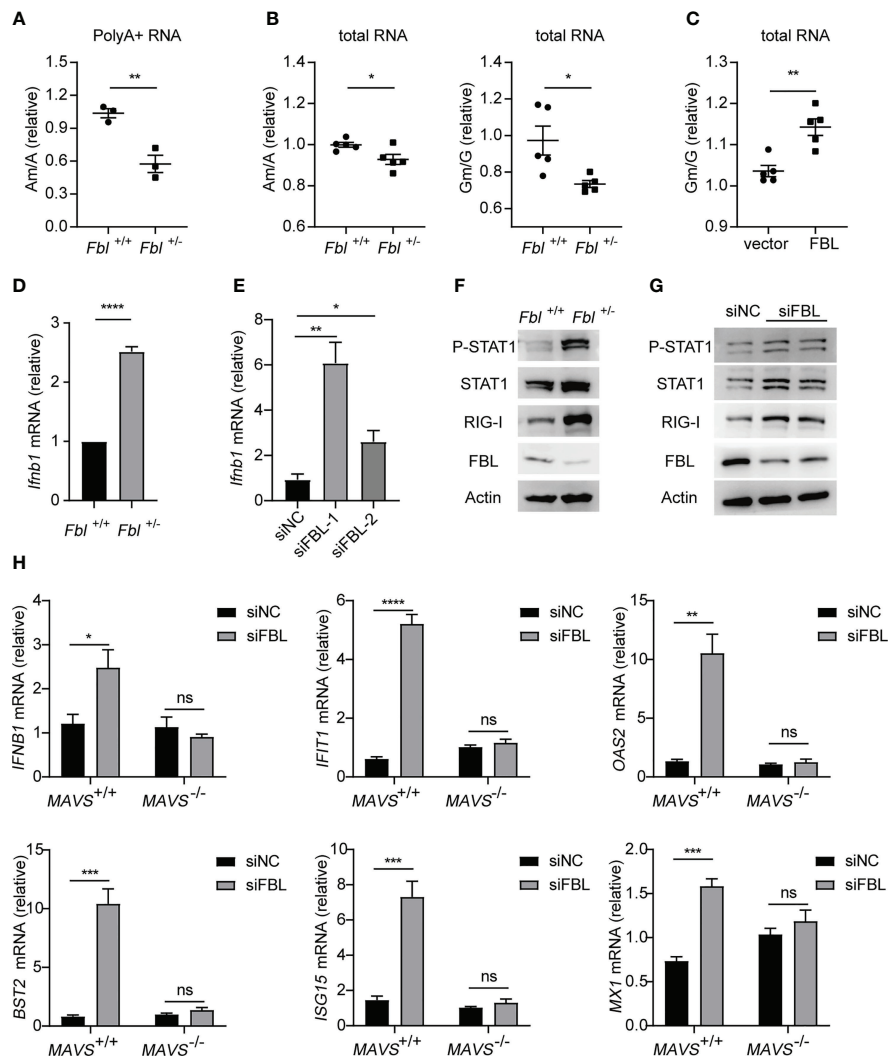 A
PolyA+ RNA
Am/A (relative)
1.5
1.2
0.9
0.6
0.3
0.0
**
Fbl +/+
Fbl +/-
B
total RNA
Am/A (relative)
1.4
1.2
1.0
0.8
0.6
*
Fbl +/+
Fbl +/-
total RNA
Gm/G (relative)
1.4
1.2
1.0
0.8
0.6
*
Fbl +/+
Fbl +/-
C
total RNA
Gm/G (relative)
1.3
1.2
1.1
1.0
0.9
**
vector
FBL
D
Ifnb1 mRNA (relative)
3
2
1
0
****
Fbl +/+
Fbl +/-
E
Ifnb1 mRNA (relative)
8
6
4
2
0
*
**
siNC
siFBL-1
siFBL-2
F
Fbl +/+ Fbl +/-
P-STAT1
STAT1
RIG-I
FBL
Actin
G
siNC siFBL
P-STAT1
STAT1
RIG-I
FBL
Actin
H
IFNB1 mRNA (relative)
4
3
2
1
0
*
ns
siNC
siFBL
MAVS+/+
MAVS-/-
IFIT1 mRNA (relative)
6
4
2
0
****
ns
siNC
siFBL
MAVS+/+
MAVS-/-
OAS2 mRNA (relative)
15
10
5
0
**
ns
siNC
siFBL
MAVS+/+
MAVS-/-
BST2 mRNA (relative)
15
10
5
0
***
ns
siNC
siFBL
MAVS+/+
MAVS-/-
ISG15 mRNA (relative)
10
8
6
4
2
0
***
ns
siNC
siFBL
MAVS+/+
MAVS-/-
MX1 mRNA (relative)
2.0
1.5
1.0
0.5
0.0
***
ns
siNC
siFBL
MAVS+/+
MAVS-/-